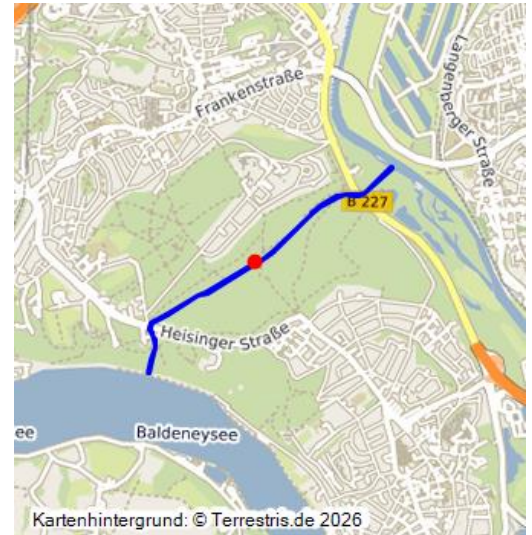 Frankenstraße
Langenberger Straße
B 227
Heisinger Straße
ee
Baldeneysee
Kartenhintergrund: © Terrestris.de 2026